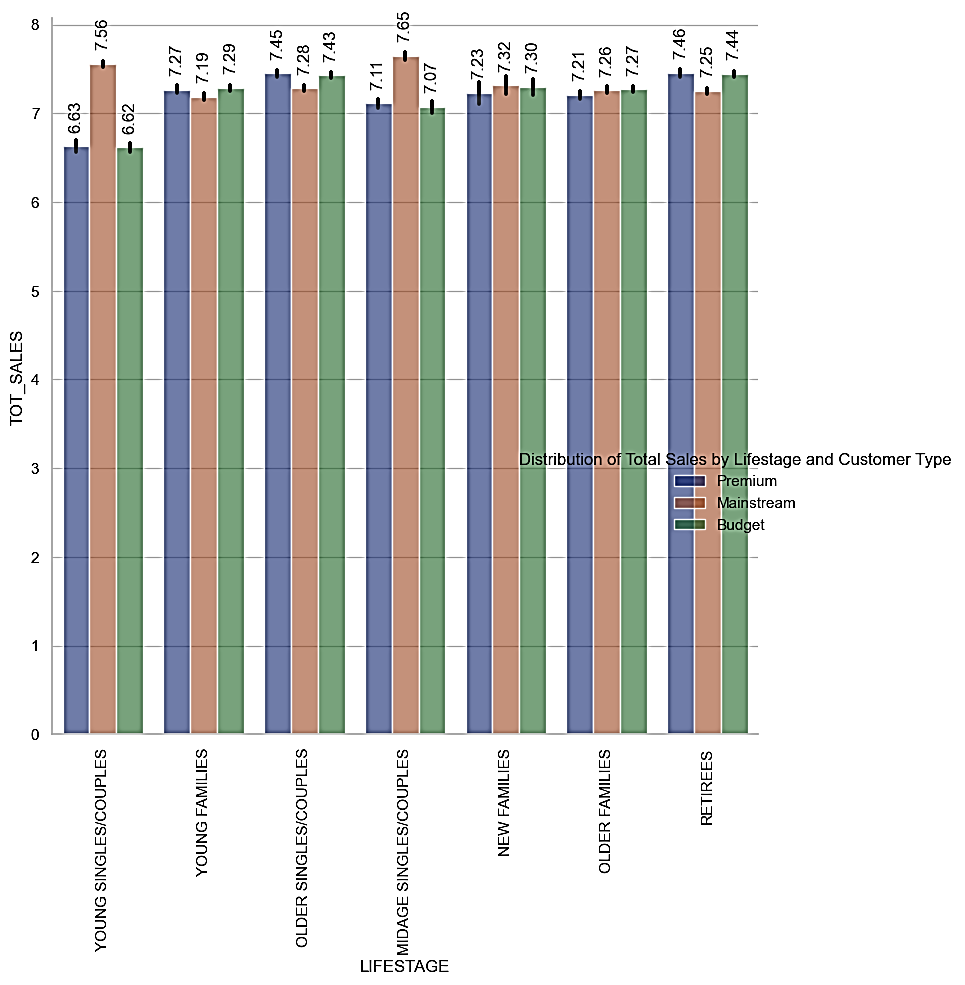 8
7
6
5
4
3
2
1
0
TOT_SALES
6.63
7.56
6.62
7.27
7.19
7.29
7.45
7.28
7.43
7.11
7.65
7.07
7.23
7.32
7.30
7.21
7.26
7.27
7.46
7.25
7.44
Distribution of Total Sales by Lifestage and Customer Type
Premium
Mainstream
Budget
YOUNG SINGLES/COUPLES
YOUNG FAMILIES
OLDER SINGLES/COUPLES
MIDAGE SINGLES/COUPLES
NEW FAMILIES
OLDER FAMILIES
RETIREES
LIFESTAGE